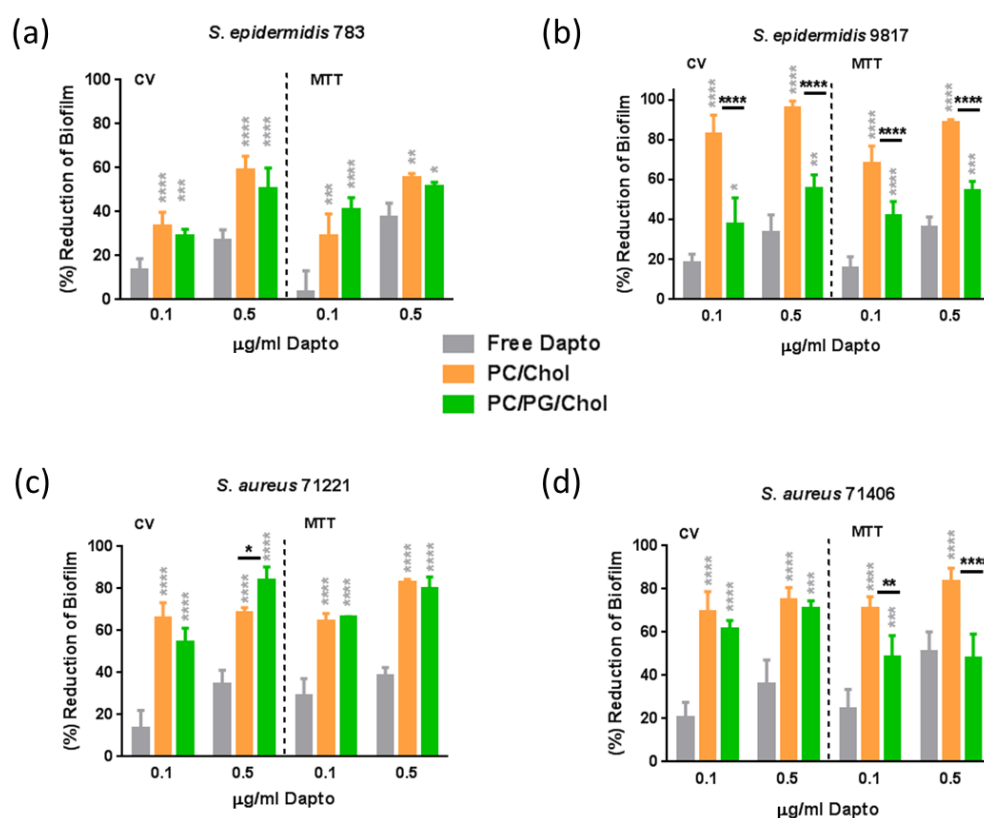 (a)
S. epidermidis 783
CV
MTT
**** *** **** **** *** **** ** *
(%) Reduction of Biofilm
100
80
60
40
20
0
0.1 0.5 0.1 0.5
μg/ml Dapto
(b)
S. epidermidis 9817
CV
MTT
**** **** * **** **** ** **** **** **** **** **** ***
(%) Reduction of Biofilm
100
80
60
40
20
0
0.1 0.5 0.1 0.5
μg/ml Dapto
Free Dapto
PC/Chol
PC/PG/Chol
(c)
S. aureus 71221
CV
MTT
**** **** * **** **** **** **** **** ****
(%) Reduction of Biofilm
100
80
60
40
20
0
0.1 0.5 0.1 0.5
μg/ml Dapto
(d)
S. aureus 71406
CV
MTT
**** **** **** *** **** ** *** **** ****
(%) Reduction of Biofilm
100
80
60
40
20
0
0.1 0.5 0.1 0.5
μg/ml Dapto